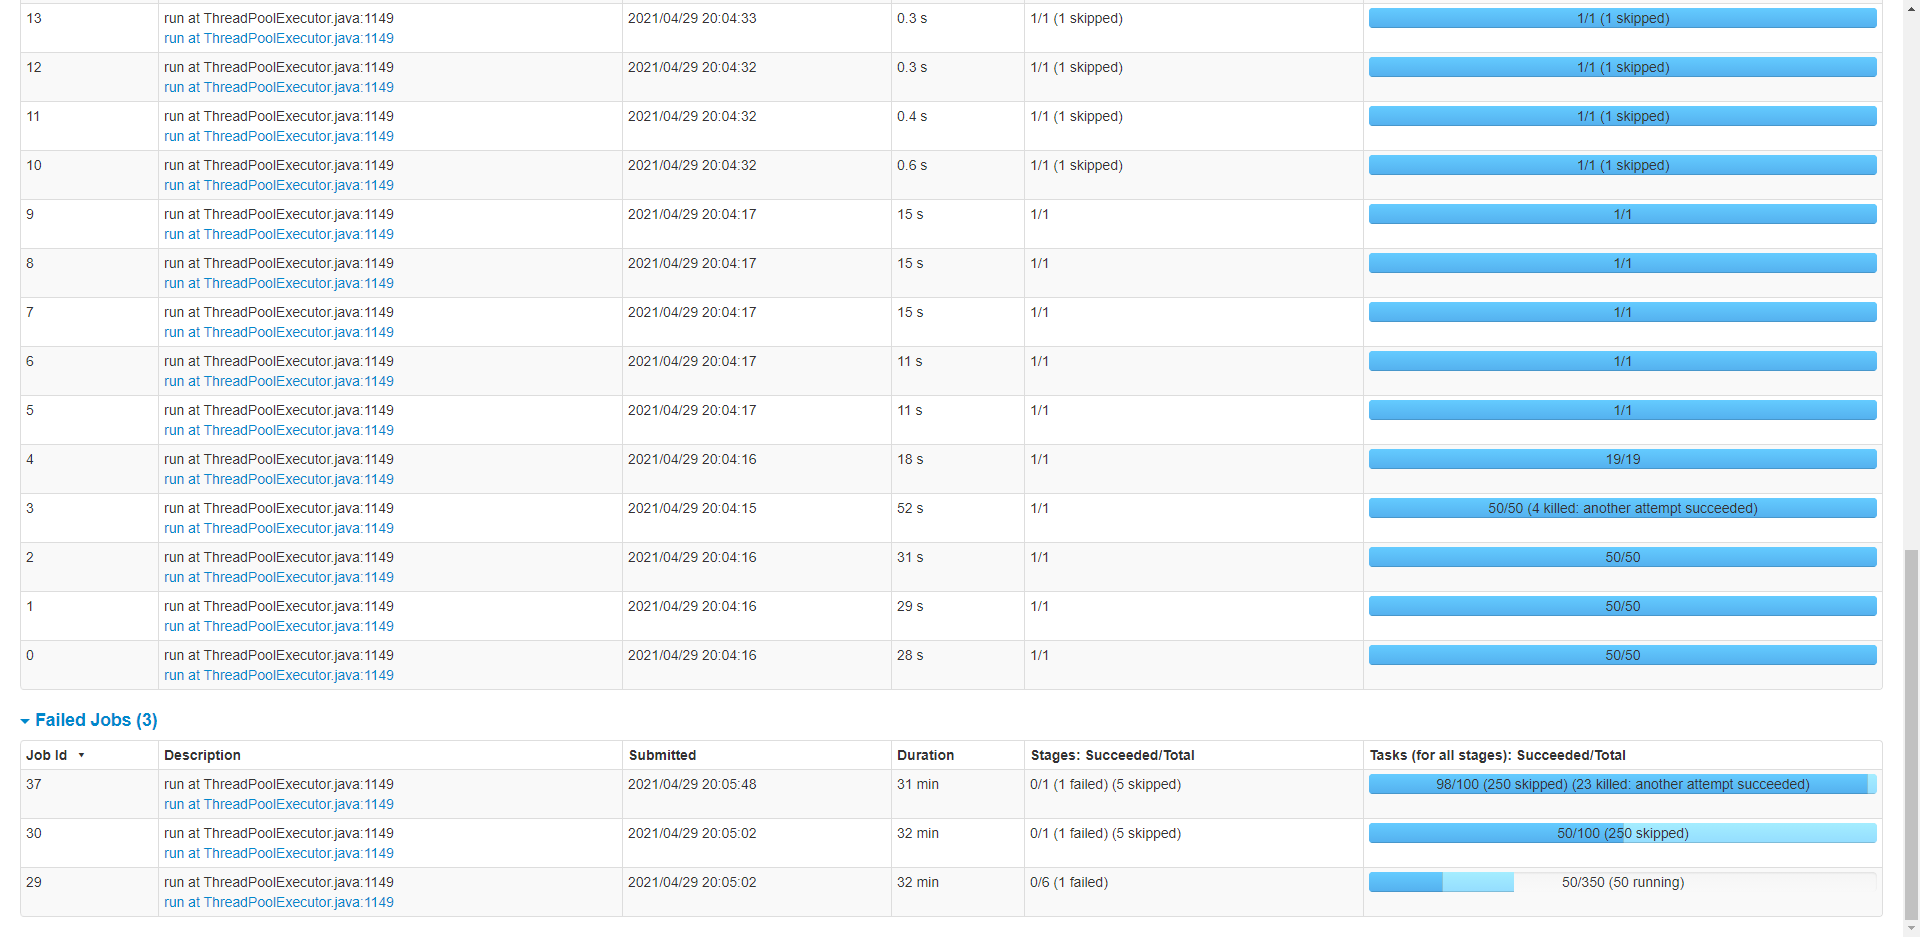 13 run at ThreadPoolExecutor.java:1149 2021/04/29 20:04:33 0.3 s 1/1 (1 skipped) 1/1 (1 skipped)
run at ThreadPoolExecutor.java:1149
12 run at ThreadPoolExecutor.java:1149 2021/04/29 20:04:32 0.3 s 1/1 (1 skipped) 1/1 (1 skipped)
run at ThreadPoolExecutor.java:1149
11 run at ThreadPoolExecutor.java:1149 2021/04/29 20:04:32 0.4 s 1/1 (1 skipped) 1/1 (1 skipped)
run at ThreadPoolExecutor.java:1149
10 run at ThreadPoolExecutor.java:1149 2021/04/29 20:04:32 0.6 s 1/1 (1 skipped) 1/1 (1 skipped)
run at ThreadPoolExecutor.java:1149
9 run at ThreadPoolExecutor.java:1149 2021/04/29 20:04:17 15 s 1/1 1/1
run at ThreadPoolExecutor.java:1149
8 run at ThreadPoolExecutor.java:1149 2021/04/29 20:04:17 15 s 1/1 1/1
run at ThreadPoolExecutor.java:1149
7 run at ThreadPoolExecutor.java:1149 2021/04/29 20:04:17 15 s 1/1 1/1
run at ThreadPoolExecutor.java:1149
6 run at ThreadPoolExecutor.java:1149 2021/04/29 20:04:17 11 s 1/1 1/1
run at ThreadPoolExecutor.java:1149
5 run at ThreadPoolExecutor.java:1149 2021/04/29 20:04:17 11 s 1/1 1/1
run at ThreadPoolExecutor.java:1149
4 run at ThreadPoolExecutor.java:1149 2021/04/29 20:04:16 18 s 1/1 19/19
run at ThreadPoolExecutor.java:1149
3 run at ThreadPoolExecutor.java:1149 2021/04/29 20:04:15 52 s 1/1 50/50 (4 killed: another attempt succeeded)
run at ThreadPoolExecutor.java:1149
2 run at ThreadPoolExecutor.java:1149 2021/04/29 20:04:16 31 s 1/1 50/50
run at ThreadPoolExecutor.java:1149
1 run at ThreadPoolExecutor.java:1149 2021/04/29 20:04:16 29 s 1/1 50/50
run at ThreadPoolExecutor.java:1149
0 run at ThreadPoolExecutor.java:1149 2021/04/29 20:04:16 28 s 1/1 50/50
run at ThreadPoolExecutor.java:1149
Failed Jobs (3)
Job Id Description Submitted Duration Stages: Succeeded/Total Tasks (for all stages): Succeeded/Total
37 run at ThreadPoolExecutor.java:1149 2021/04/29 20:05:48 31 min 0/1 (1 failed) (5 skipped) 98/100 (250 skipped) (23 killed: another attempt succeeded)
run at ThreadPoolExecutor.java:1149
30 run at ThreadPoolExecutor.java:1149 2021/04/29 20:05:02 32 min 0/1 (1 failed) (5 skipped) 50/100 (250 skipped)
run at ThreadPoolExecutor.java:1149
29 run at ThreadPoolExecutor.java:1149 2021/04/29 20:05:02 32 min 0/6 (1 failed) 50/350 (50 running)
run at ThreadPoolExecutor.java:1149